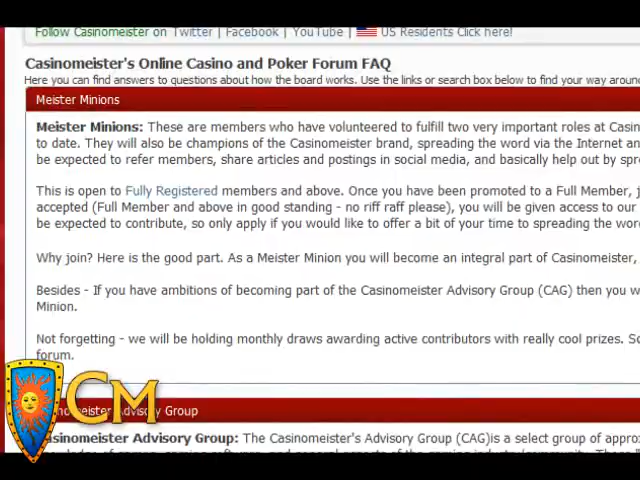 Follow Casinomeister on Twitter | Facebook | YouTube | US Residents Click here!
Casinomeister's Online Casino and Poker Forum FAQ
Here you can find answers to questions about how the board works. Use the links or search box below to find your way aroun
Meister Minions
Meister Minions: These are members who have volunteered to fulfill two very important roles at Casin
to date. They will also be champions of the Casinomeister brand, spreading the word via the Internet an
be expected to refer members, share articles and postings in social media, and basically help out by spre
This is open to Fully Registered members and above. Once you have been promoted to a Full Member, j
accepted (Full Member and above in good standing - no riff raff please), you will be given access to our
be expected to contribute, so only apply if you would like to offer a bit of your time to spreading the wor
Why join? Here is the good part. As a Meister Minion you will become an integral part of Casinomeister,
Besides - If you have ambitions of becoming part of the Casinomeister Advisory Group (CAG) then you w
Minion.
Not forgetting - we will be holding monthly draws awarding active contributors with really cool prizes. So
forum.
CM
nomeister Advisory Group
sinomeister Advisory Group: The Casinomeister's Advisory Group (CAG)is a select group of appro